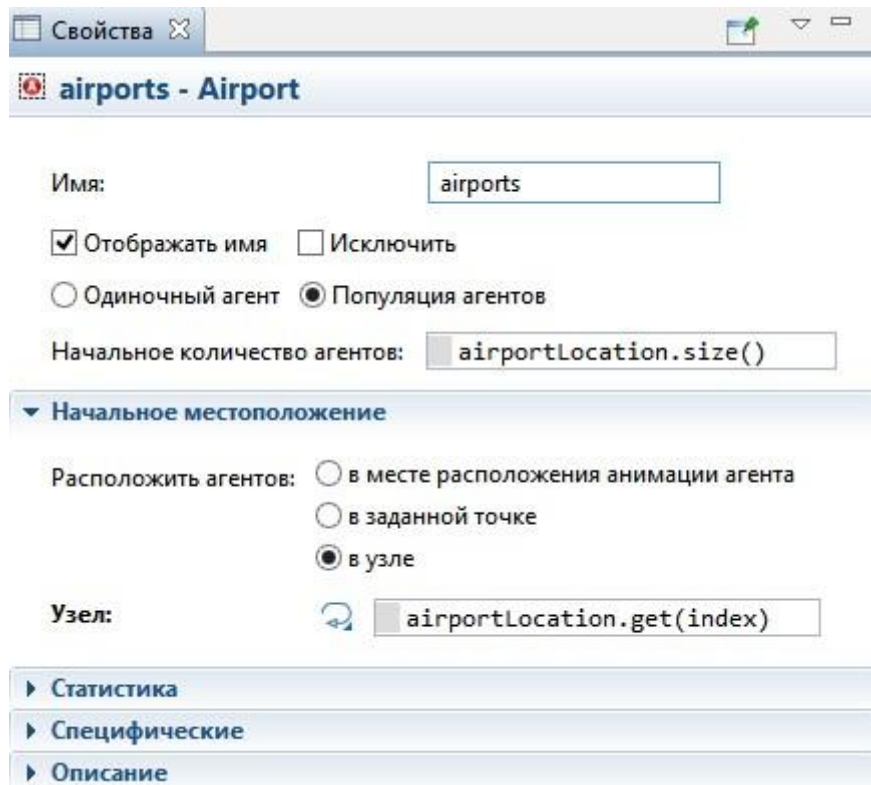 Свойства
airports - Airport
Имя: airports
Отображать имя Исключить
Одиночный агент Популяция агентов
Начальное количество агентов: airportLocation.size()
Начальное местоположение
Расположить агентов: в месте расположения анимации агента
в заданной точке
в узле
Узел: airportLocation.get(index)
Статистика
Специфические
Описание